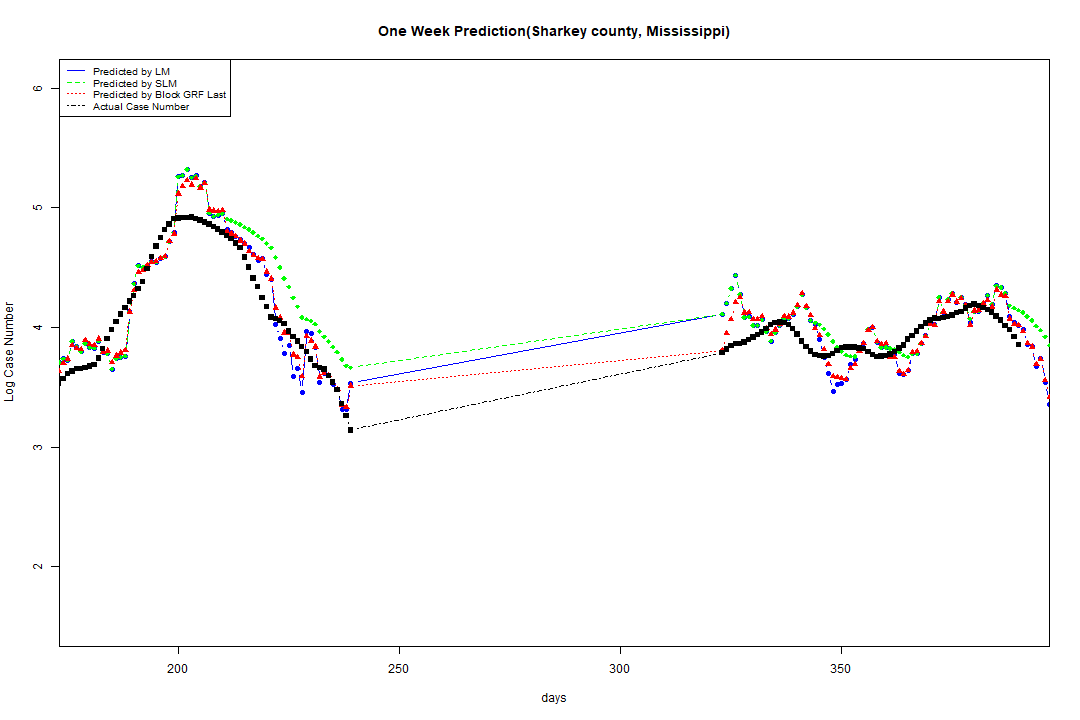 One Week Prediction(Sharkey county, Mississippi)
Predicted by LM
Predicted by SLM
Predicted by Block GRF Last
Actual Case Number
6
5
4
3
2
Log Case Number
200 250 300 350
days